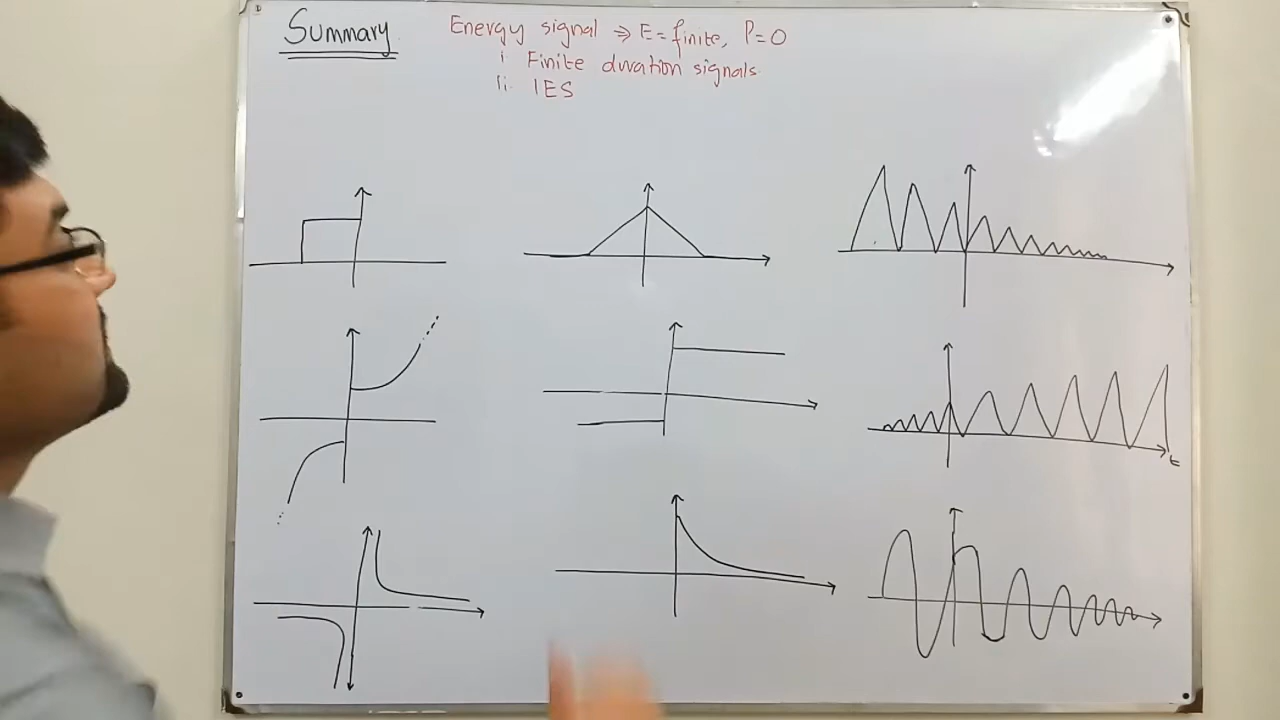 Summary
Energy signal ⇒ E = finite, P=0
i. Finite duration signals.
ii. IES
t